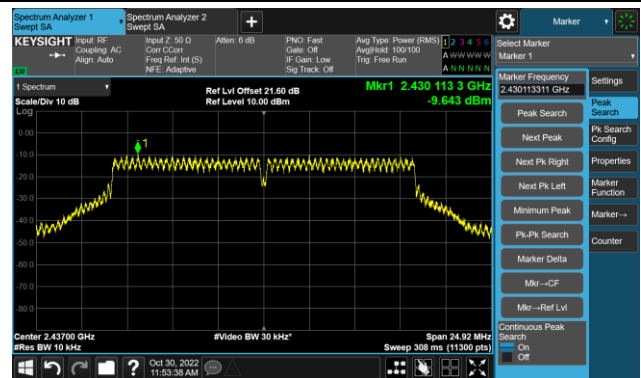 Spectrum Analyzer 1
Swept SA
Spectrum Analyzer 2
Swept SA
+
Marker
KEYSIGHT
Input: RF
Coupling: AC
Align: Auto
Input Z: 50 Ω
Corr CCorr
Freq Ref: Int (S)
NFE: Adaptive
Atten: 6 dB
PNO: Fast
Gate: Off
IF Gain: Low
Sig Track: Off
Avg Type: Power (RMS)
Avg|Hold: 100/100
Trig: Free Run
1 2 3 4 5 6
A W W W W W
A N N N N N
LU
Select Marker
Marker 1
1 Spectrum
Scale/Div 10 dB
Log
Ref Lvl Offset 21.60 dB
Ref Level 10.00 dBm
Mkr1 2.430 113 3 GHz
-9.643 dBm
0.00
-10.0
-20.0
-30.0
-40.0
-50.0
-60.0
-70.0
-80.0
1
Center 2.43700 GHz
#Res BW 10 kHz
#Video BW 30 kHz*
Span 24.92 MHz
Sweep 308 ms (11300 pts)
Marker Frequency
2.430113311 GHz
Peak Search
Next Peak
Next Pk Right
Next Pk Left
Minimum Peak
Pk-Pk Search
Marker Delta
Mkr→CF
Mkr→Ref Lvl
Continuous Peak
Search
On
Off
Settings
Peak
Search
Pk Search
Config
Properties
Marker
Function
Marker→
Counter
?
Oct 30, 2022
11:53:38 AM